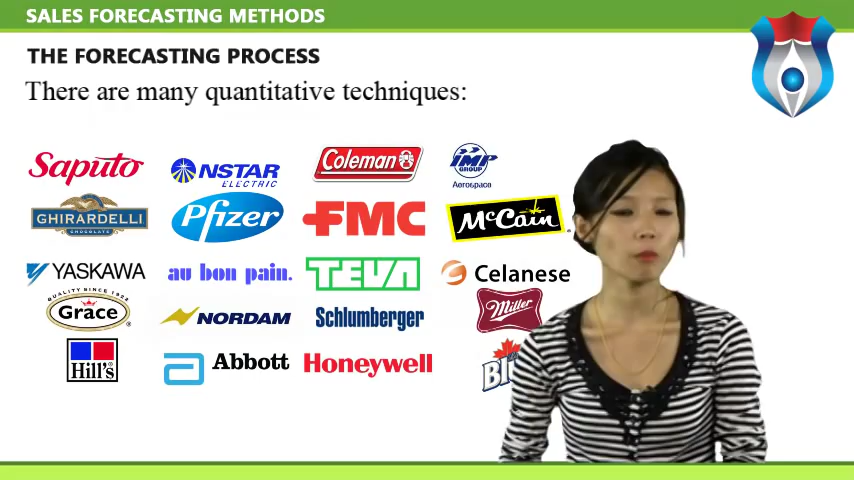 SALES FORECASTING METHODS
THE FORECASTING PROCESS
There are many quantitative techniques:
Saputo NSTAR ELECTRIC Coleman IMP GROUP Aerospace
GHIRARDELLI CHOCOLATE Pfizer FMC McCain
YASKAWA au bon pain. TEVA Celanese
QUALITY SINCE 1828 Grace NORDAM Schlumberger Miller
Hill's Abbott Honeywell